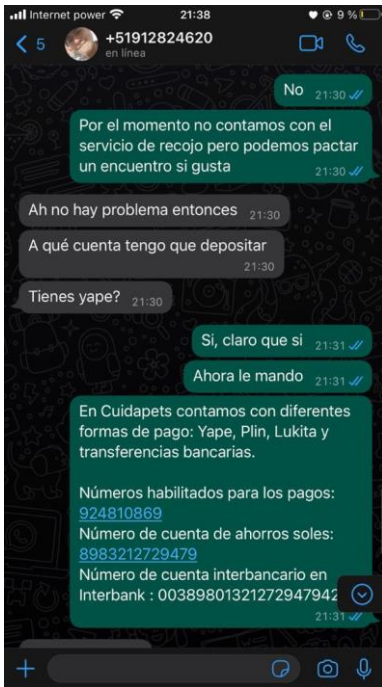 Internet power 21:38 9 %
5 +51912824620
en línea
No 21:30
Por el momento no contamos con el
servicio de recojo pero podemos pactar
un encuentro si gusta
21:30
Ah no hay problema entonces 21:30
A qué cuenta tengo que depositar
21:30
Tienes yape? 21:30
Si, claro que si 21:31
Ahora le mando 21:31
En Cuidapets contamos con diferentes
formas de pago: Yape, Plin, Lukita y
transferencias bancarias.
Números habilitados para los pagos:
924810869
Número de cuenta de ahorros soles:
8983212729479
Número de cuenta interbancario en
Interbank : 00389801321272947942
21:31